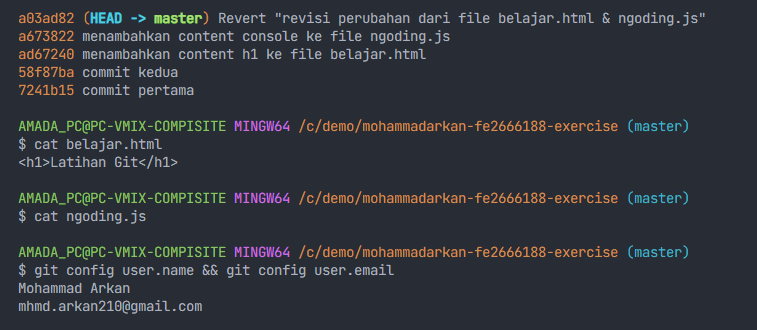 a03ad82 (HEAD -> master) Revert "revisi perubahan dari file belajar.html & ngoding.js"
a673822 menambahkan content console ke file ngoding.js
ad67240 menambahkan content h1 ke file belajar.html
58f87ba commit kedua
7241b15 commit pertama
AMADA_PC@PC-VMIX-COMPISITE MINGW64 /c/demo/mohammadarkan-fe2666188-exercise (master)
$ cat belajar.html
<h1>Latihan Git</h1>
AMADA_PC@PC-VMIX-COMPISITE MINGW64 /c/demo/mohammadarkan-fe2666188-exercise (master)
$ cat ngoding.js
AMADA_PC@PC-VMIX-COMPISITE MINGW64 /c/demo/mohammadarkan-fe2666188-exercise (master)
$ git config user.name && git config user.email
Mohammad Arkan
mhmd.arkan210@gmail.com